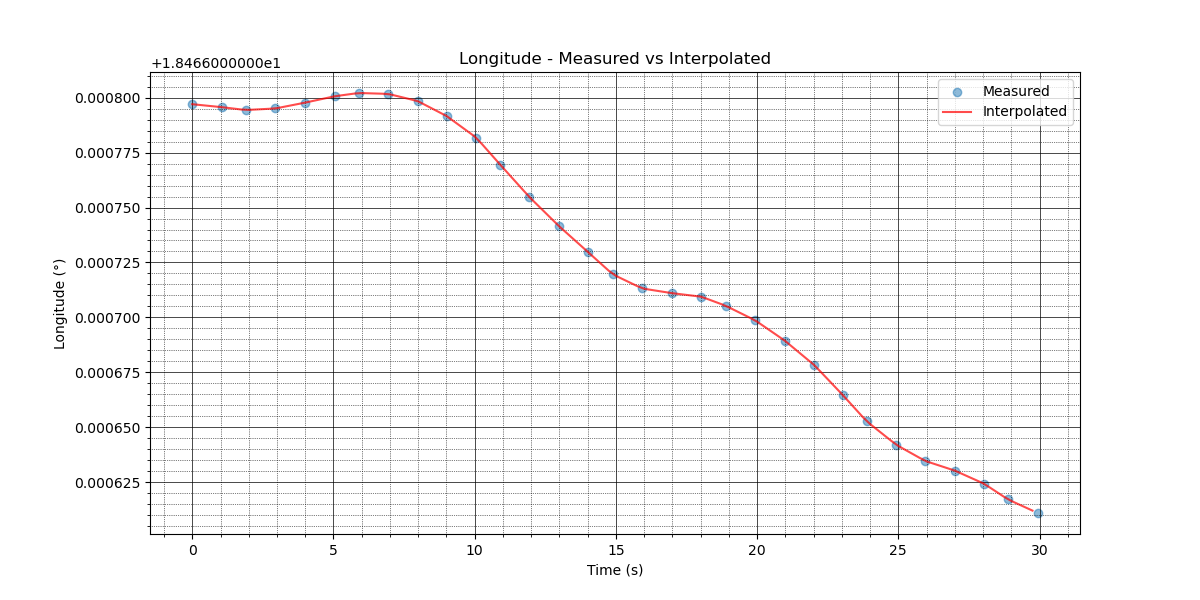 Longitude - Measured vs Interpolated
+1.8466000000e1
Measured
Interpolated
0.000800
0.000775
0.000750
0.000725
0.000700
0.000675
0.000650
0.000625
Longitude (°)
0 5 10 15 20 25 30
Time (s)